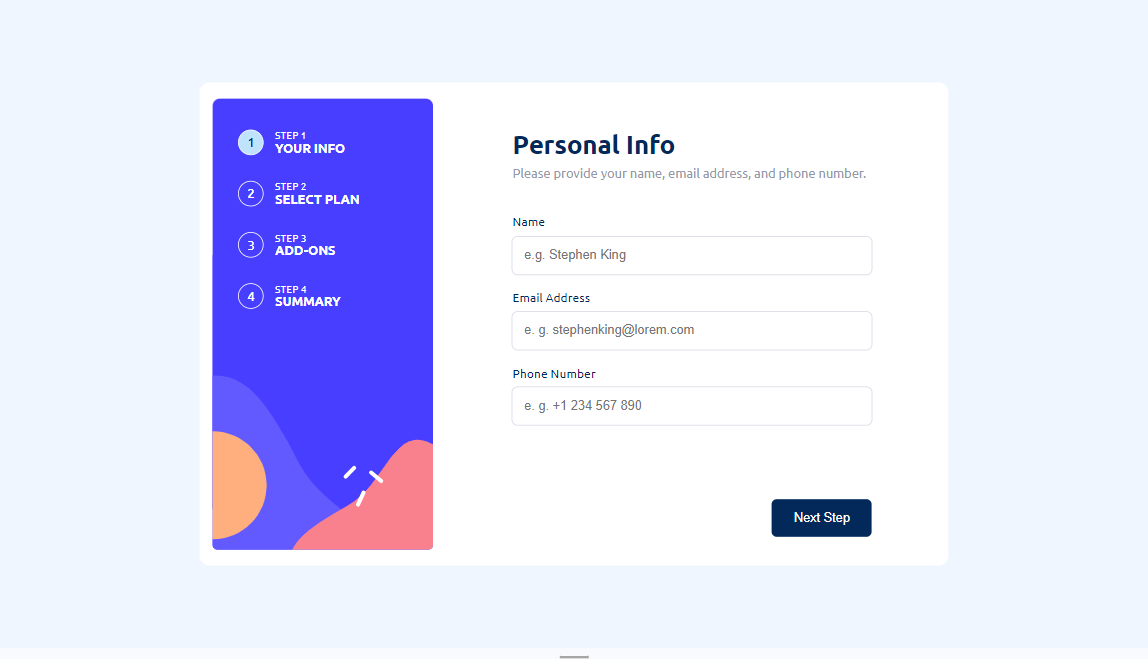 1
STEP 1
YOUR INFO
2
STEP 2
SELECT PLAN
3
STEP 3
ADD-ONS
4
STEP 4
SUMMARY
Personal Info
Please provide your name, email address, and phone number.
Name
e.g. Stephen King
Email Address
e. g. stephenking@lorem.com
Phone Number
e. g. +1 234 567 890
Next Step